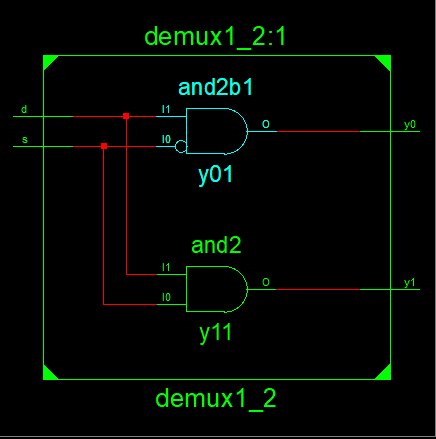 demux1_2:1
and2b1
d
I1
O
y0
s
I0
y01
and2
I1
O
y1
I0
y11
demux1_2